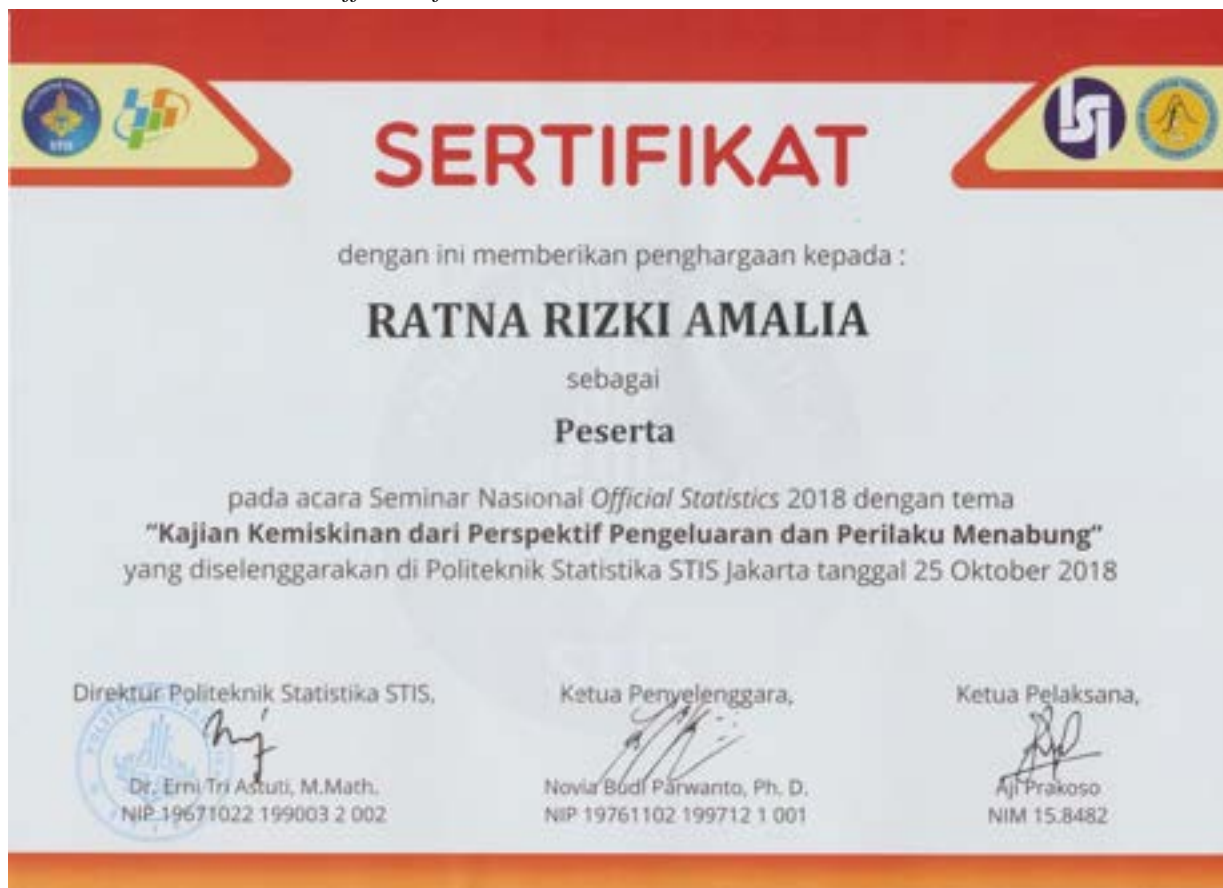 STIS
SERTIFIKAT
dengan ini memberikan penghargaan kepada :
RATNA RIZKI AMALIA
sebagai
Peserta
pada acara Seminar Nasional Official Statistics 2018 dengan tema
"Kajian Kemiskinan dari Perspektif Pengeluaran dan Perilaku Menabung"
yang diselenggarakan di Politeknik Statistika STIS Jakarta tanggal 25 Oktober 2018
Direktur Politeknik Statistika STIS,
Dr. Erni Tri Astuti, M.Math.
NIP 19671022 199003 2 002
Ketua Penyelenggara,
Novia Budi Parwanto, Ph. D.
NIP 19761102 199712 1 001
Ketua Pelaksana,
Aji Prakoso
NIM 15.8482